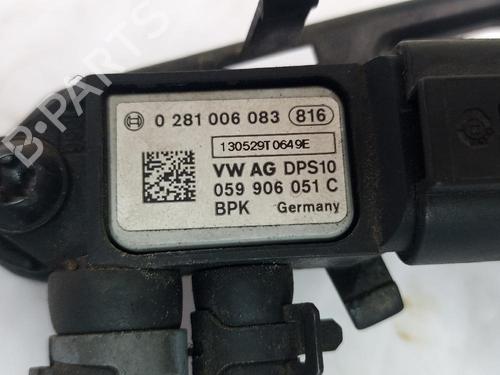 B-PARTS
0 281 006 083 816
130529T0649E
VW AG DPS10
059 906 051 C
BPK Germany